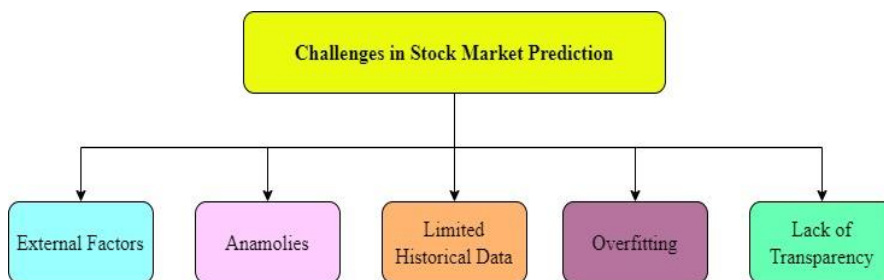 Challenges in Stock Market Prediction
External Factors
Anamolies
Limited
Historical Data
Overfitting
Lack of
Transparency